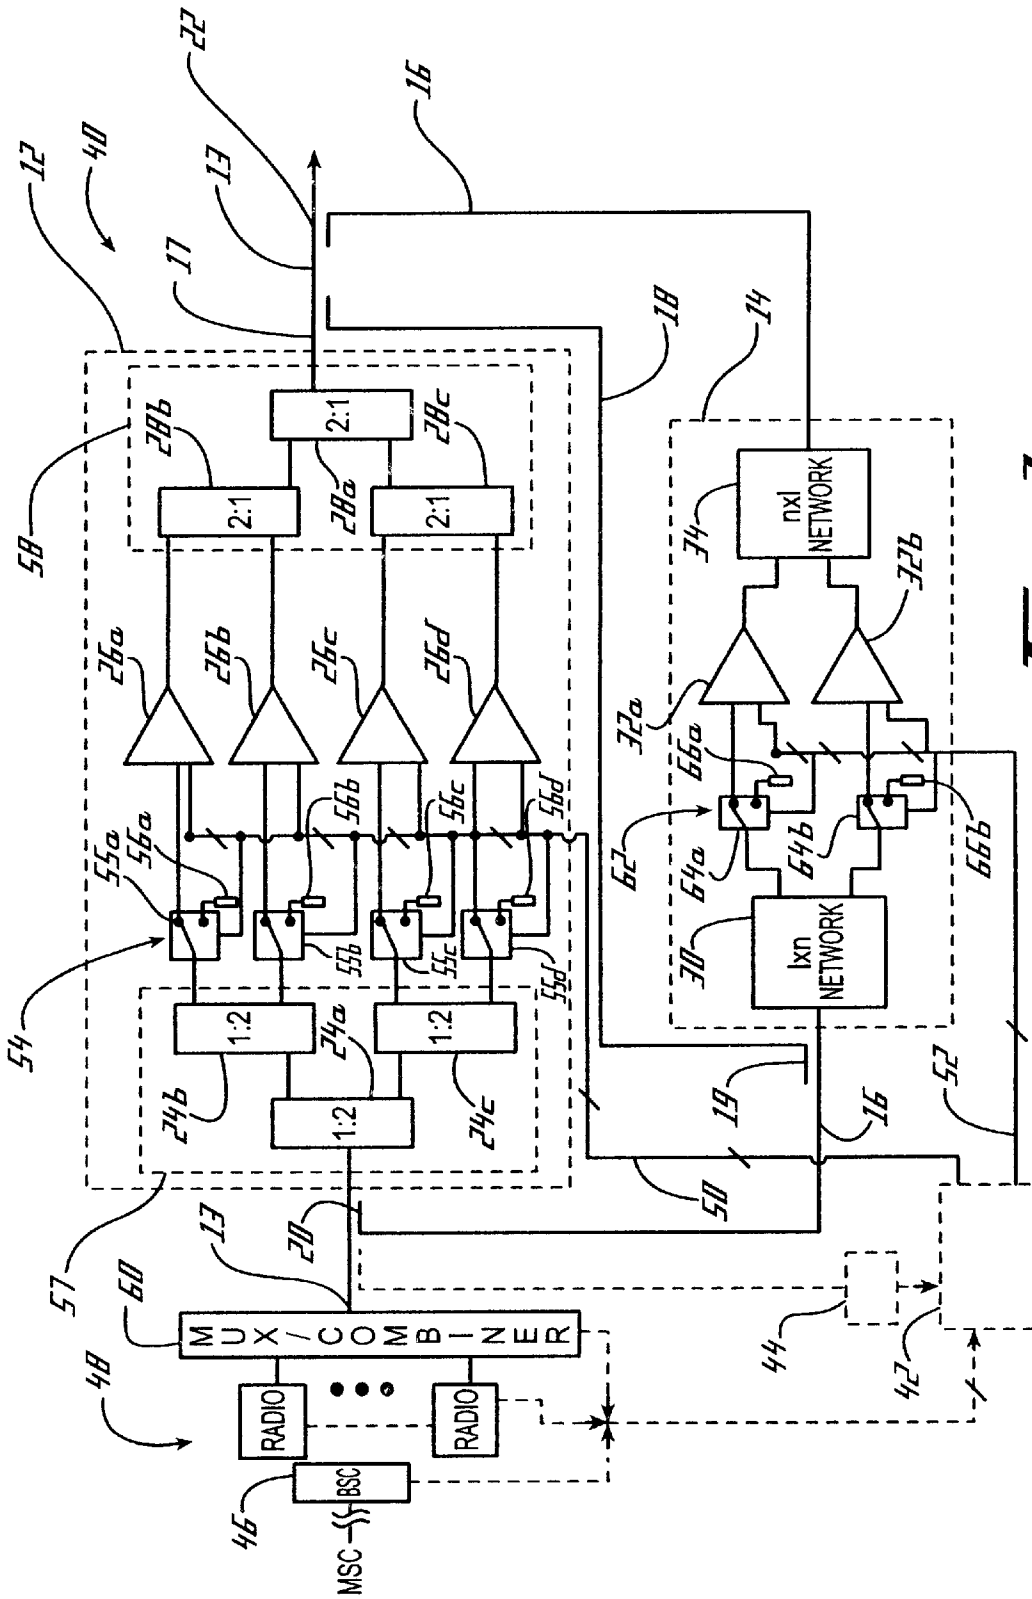 54
58
12
57
40
48
60
55a
56a
26a
28b
24b
1:2
2:1
17
22
46
RADIO
MUX/COMBINER
13
20
1:2
24a
26b
55b
56b
28a
2:1
13
MSC
BSC
26c
28c
16
RADIO
24c
1:2
55c
56c
26d
2:1
55d
56d
18
62
32a
34
14
50
19
30
64a
66a
44
1xn
NETWORK
64b
nx1
NETWORK
42
16
52
66b
32b